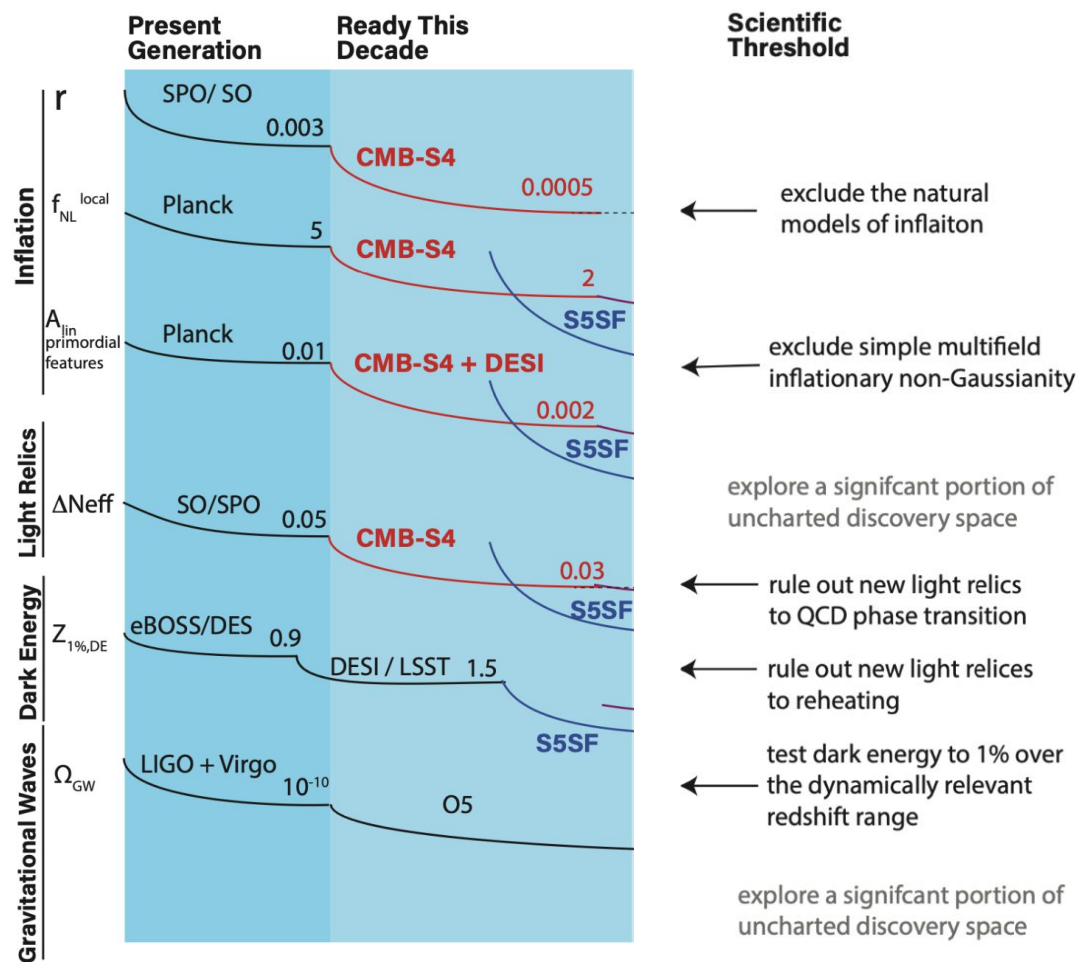 Present
Generation
Ready This
Decade
Scientific
Threshold
Inflation
r
SPO/ SO
0.003
CMB-S4
0.0005
exclude the natural
models of inflaiton
fNL local
Planck
5
CMB-S4
2
S5SF
A lin
primordial
features
Planck
0.01
CMB-S4 + DESI
0.002
S5SF
exclude simple multifield
inflationary non-Gaussianity
Light Relics
ΔNeff
SO/SPO
0.05
CMB-S4
0.03
S5SF
explore a signifcant portion of
uncharted discovery space
rule out new light relics
to QCD phase transition
Dark Energy
Z1%,DE
eBOSS/DES
0.9
DESI / LSST
1.5
S5SF
rule out new light relices
to reheating
Gravitational Waves
ΩGW
LIGO + Virgo
10-10
O5
test dark energy to 1% over
the dynamically relevant
redshift range
explore a signifcant portion of
uncharted discovery space